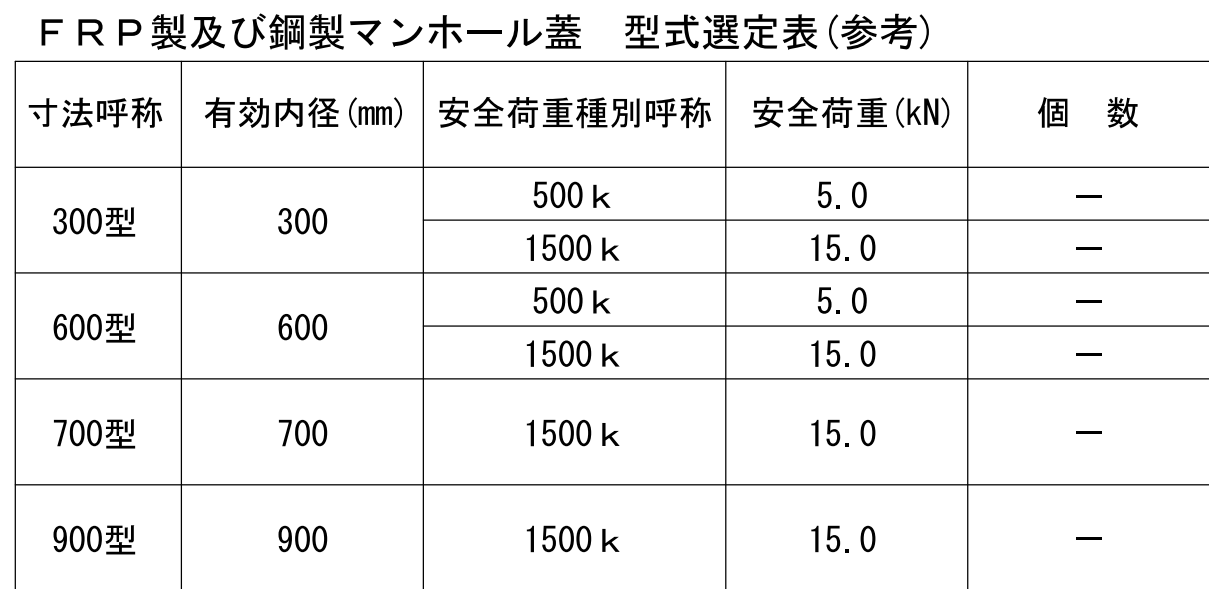 ＦＲＰ製及び鋼製マンホール蓋　型式選定表(参考)
寸法呼称 有効内径(㎜) 安全荷重種別呼称 安全荷重(kN) 個　数
300型 300 500ｋ 5.0 ―
1500ｋ 15.0 ―
600型 600 500ｋ 5.0 ―
1500ｋ 15.0 ―
700型 700 1500ｋ 15.0 ―
900型 900 1500ｋ 15.0 ―